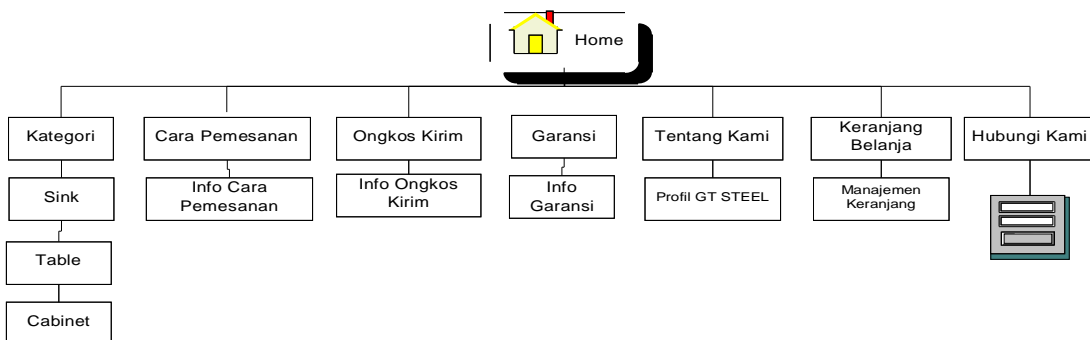 Home
Kategori
Cara Pemesanan
Ongkos Kirim
Garansi
Tentang Kami
Keranjang
Belanja
Hubungi Kami
Sink
Info Cara
Pemesanan
Info Ongkos
Kirim
Info
Garansi
Profil GT STEEL
Manajemen
Keranjang
Table
Cabinet